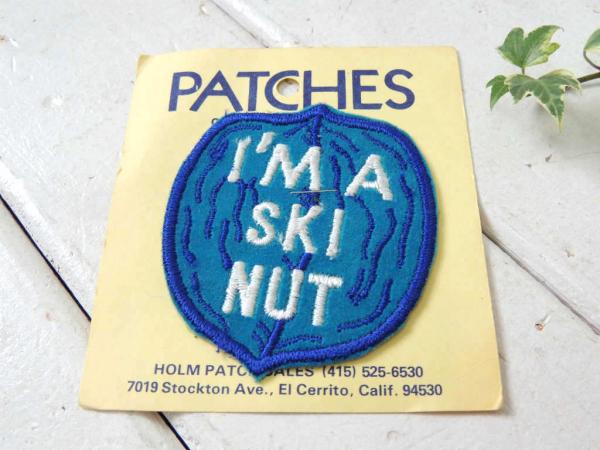 PATCHES
I'M A
SKI
NUT
HOLM PATCH SALES (415) 525-6530
7019 Stockton Ave., El Cerrito, Calif. 94530